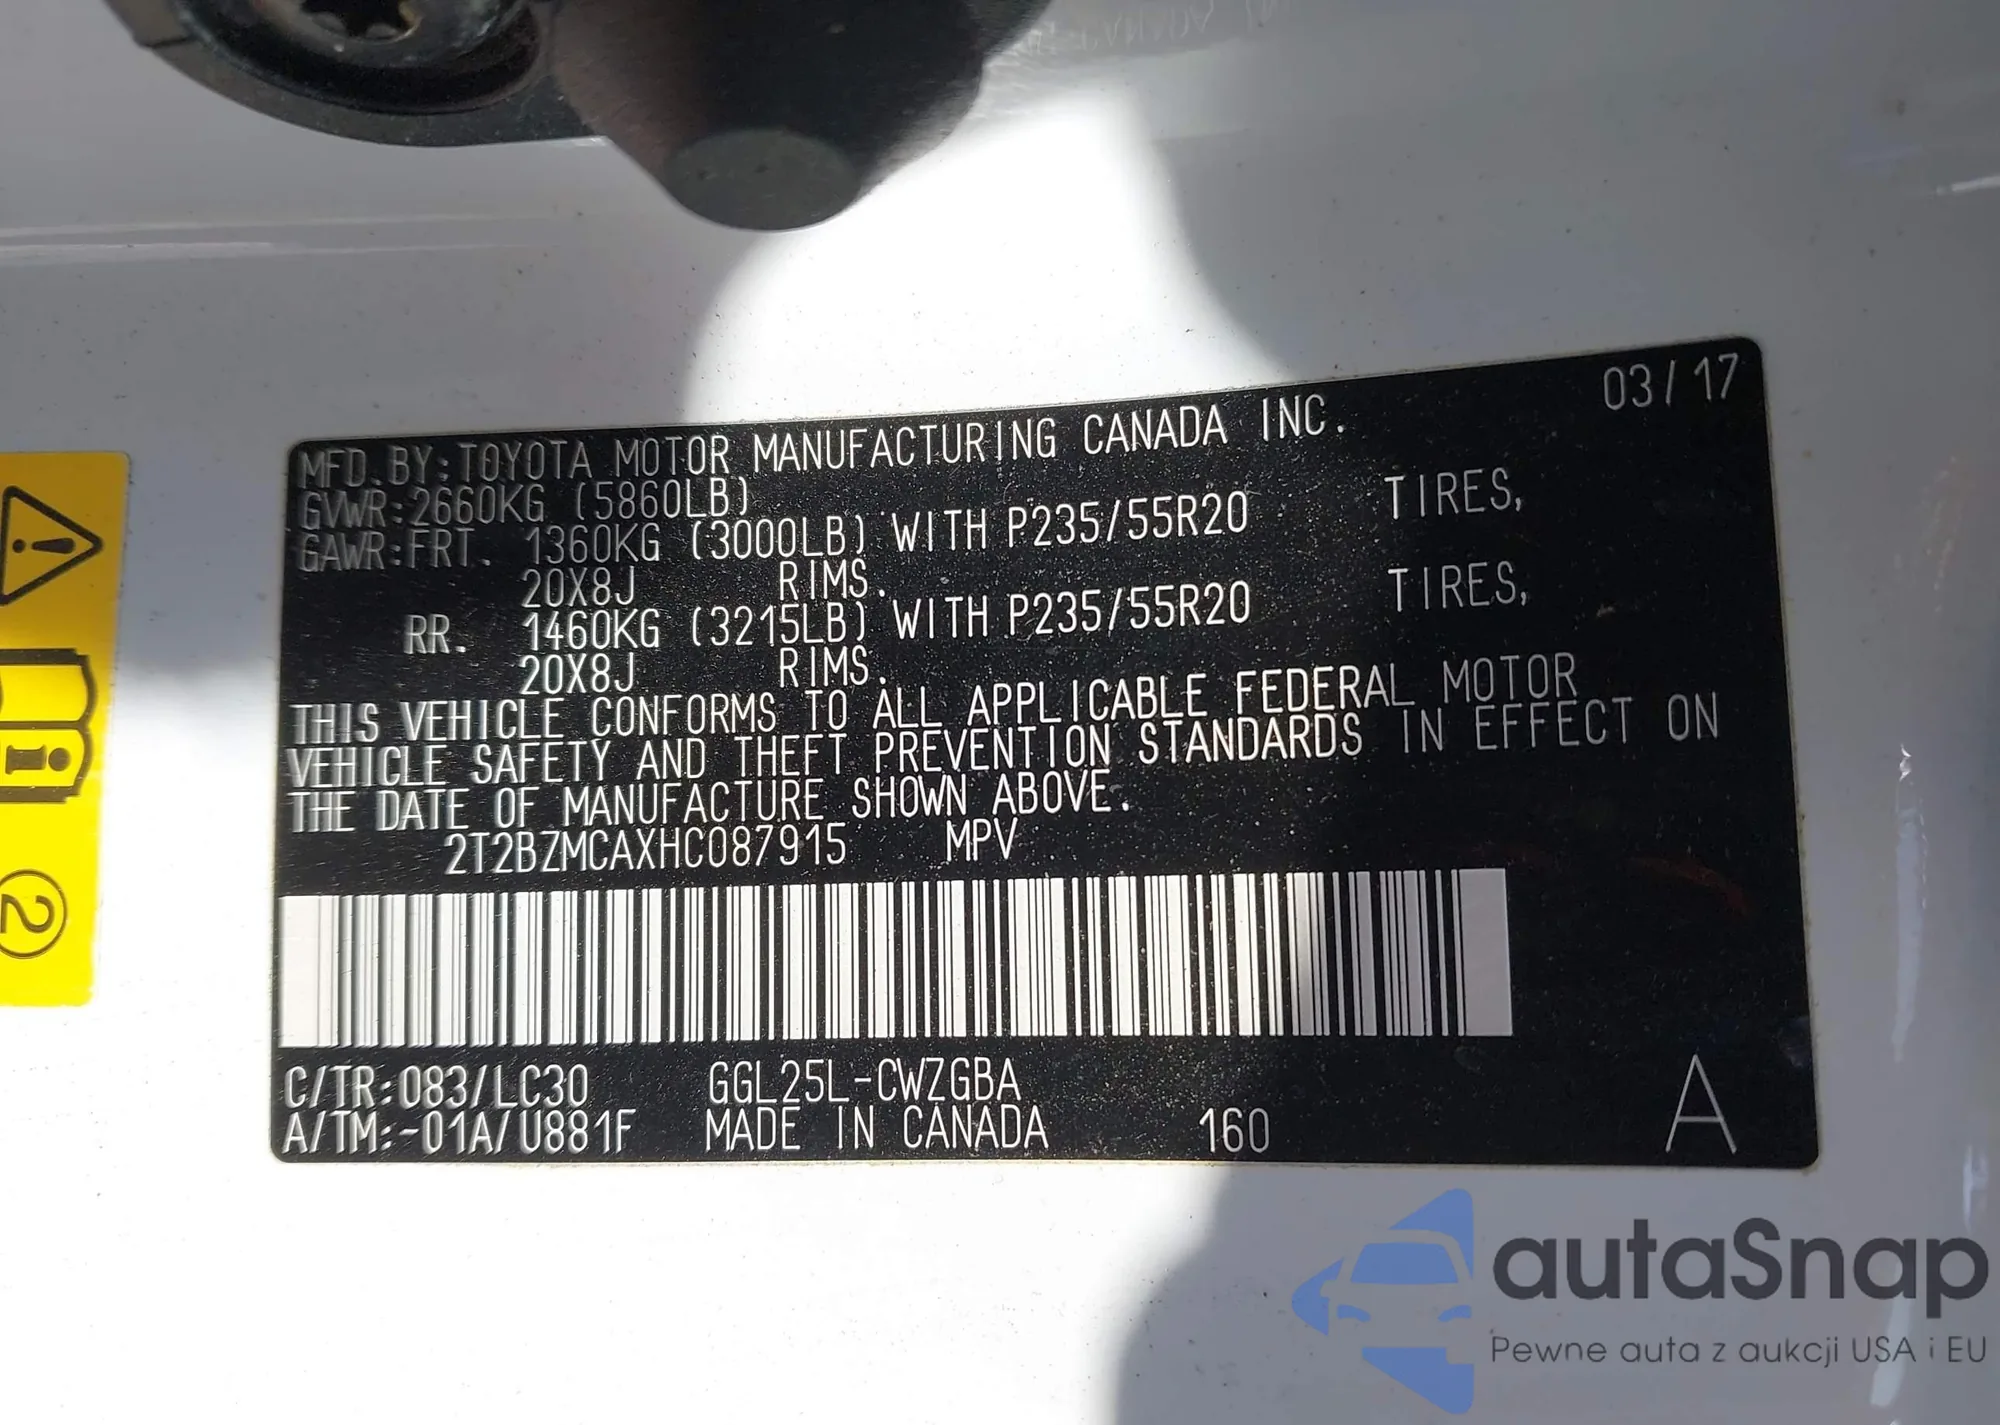 03/17
MFD.BY:TOYOTA MOTOR MANUFACTURING CANADA INC.
GVWR:2660KG (5860LB)
GAWR:FRT. 1360KG (3000LB) WITH P235/55R20 TIRES,
20X8J RIMS.
RR. 1460KG (3215LB) WITH P235/55R20 TIRES,
20X8J RIMS.
THIS VEHICLE CONFORMS TO ALL APPLICABLE FEDERAL MOTOR
VEHICLE SAFETY AND THEFT PREVENTION STANDARDS IN EFFECT ON
THE DATE OF MANUFACTURE SHOWN ABOVE.
2T2BZMCAXHC087915 MPV
C/TR:083/LC30 GGL25L-CWZGBA
A/TM:-01A/U881F MADE IN CANADA 160 A
2
autaSnap
Pewne auta z aukcji USA i EU